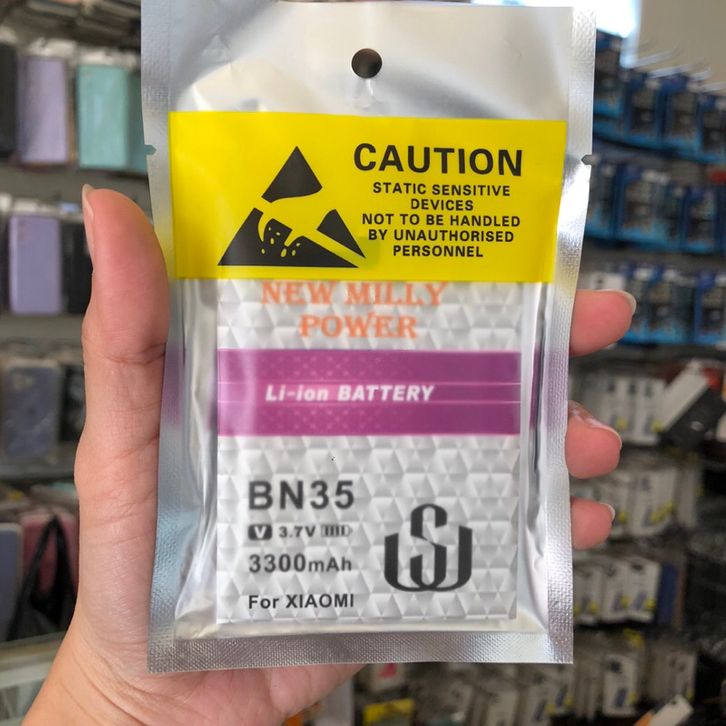 CAUTION
STATIC SENSITIVE
DEVICES
NOT TO BE HANDLED
BY UNAUTHORISED
PERSONNEL
NEW MILLY
POWER
Li-ion BATTERY
BN35
V 3.7V
3300mAh
For XIAOMI